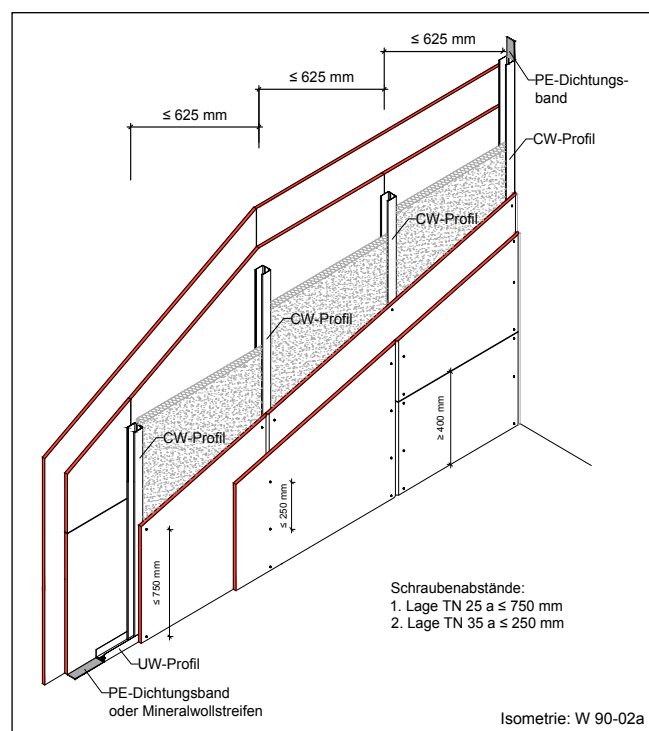 ≤ 625 mm
≤ 625 mm
≤ 625 mm
PE-Dichtungs-
band
CW-Profil
CW-Profil
CW-Profil
CW-Profil
≥ 400 mm
≤ 250 mm
≤ 750 mm
Schraubenabstände:
1. Lage TN 25 a ≤ 750 mm
2. Lage TN 35 a ≤ 250 mm
UW-Profil
PE-Dichtungsband
oder Mineralwollstreifen
Isometrie: W 90-02a